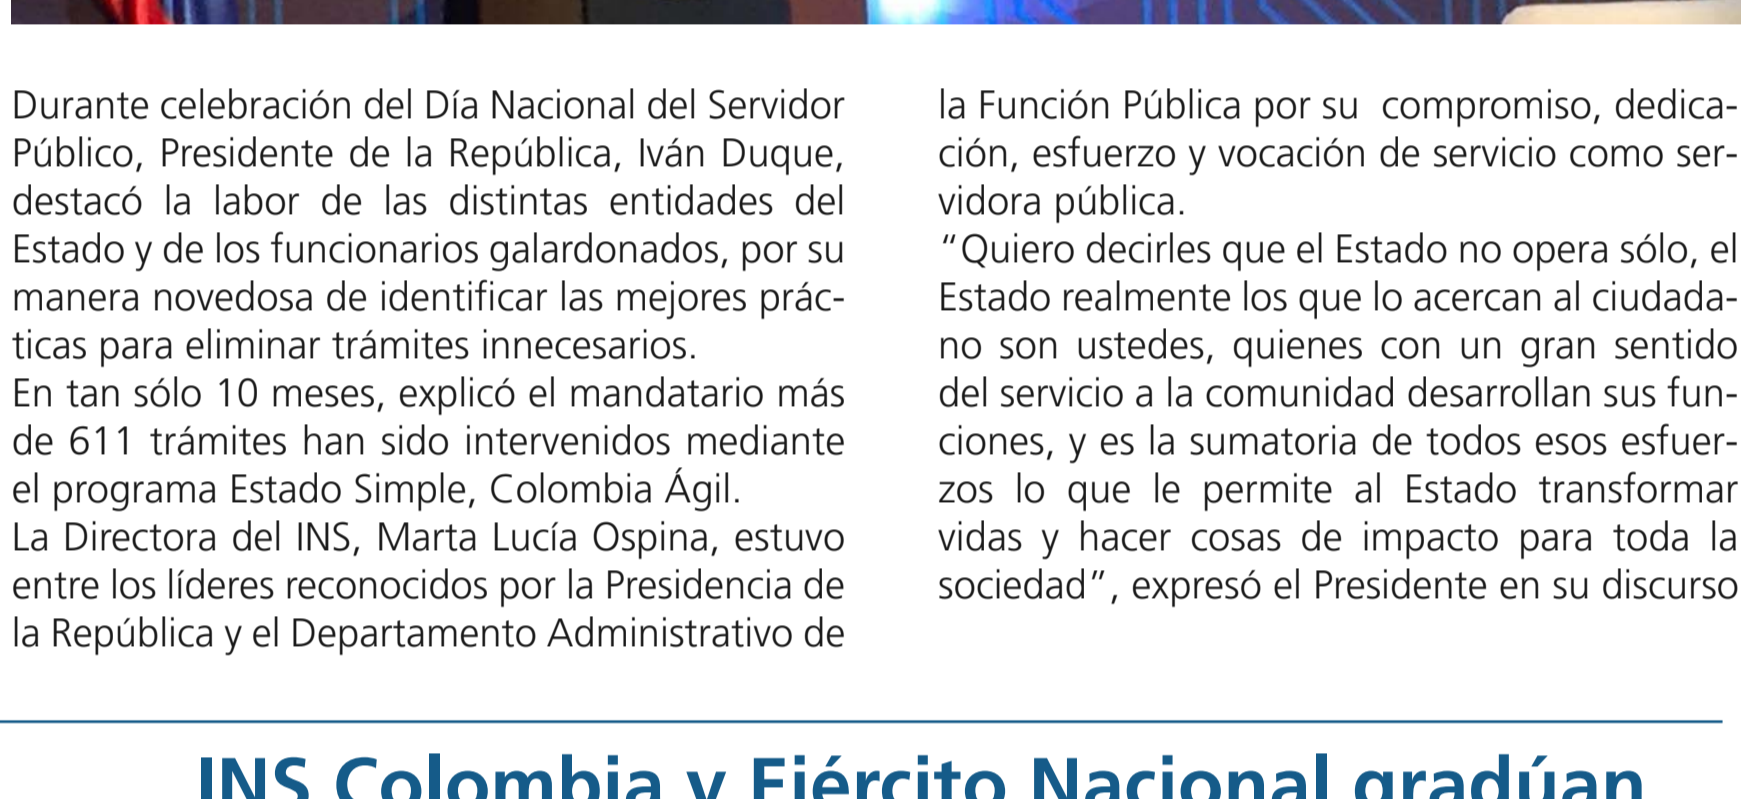 Durante celebración del Día Nacional del Servidor
Público, Presidente de la República, Iván Duque,
destacó la labor de las distintas entidades del
Estado y de los funcionarios galardonados, por su
manera novedosa de identificar las mejores prác-
ticas para eliminar trámites innecesarios.
En tan sólo 10 meses, explicó el mandatario más
de 611 trámites han sido intervenidos mediante
el programa Estado Simple, Colombia Ágil.
La Directora del INS, Marta Lucía Ospina, estuvo
entre los líderes reconocidos por la Presidencia de
la República y el Departamento Administrativo de
la Función Pública por su  compromiso, dedica-
ción, esfuerzo y vocación de servicio como ser-
vidora pública.
“Quiero decirles que el Estado no opera sólo, el
Estado realmente los que lo acercan al ciudada-
no son ustedes, quienes con un gran sentido
del servicio a la comunidad desarrollan sus fun-
ciones, y es la sumatoria de todos esos esfuer-
zos lo que le permite al Estado transformar
vidas y hacer cosas de impacto para toda la
sociedad”, expresó el Presidente en su discurso
INS Colombia y Ejército Nacional gradúan